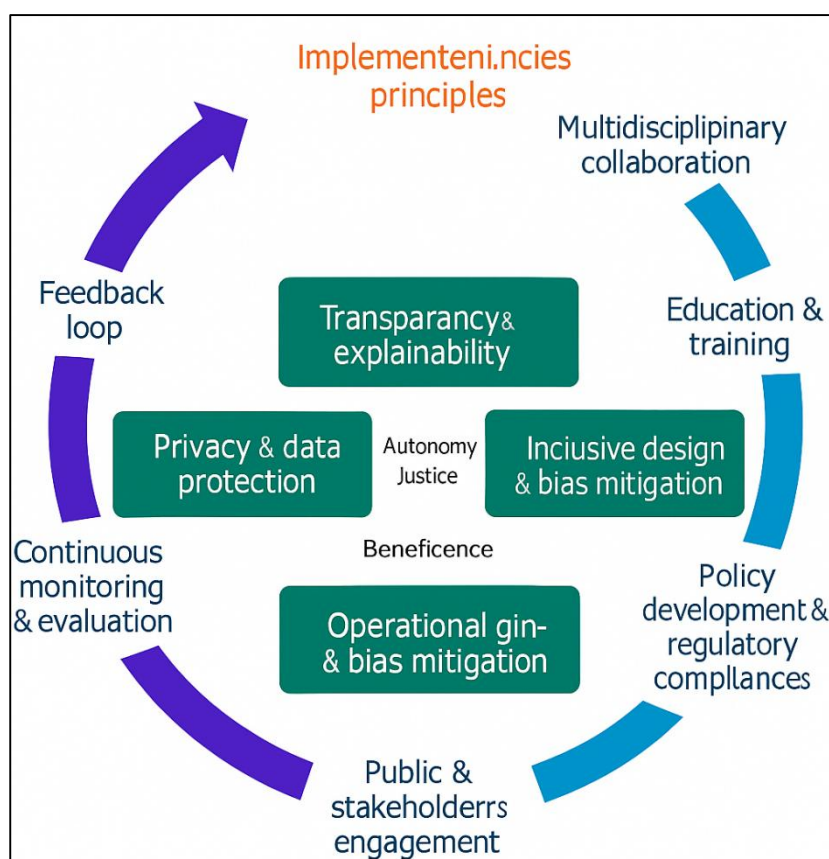 Implementeni.ncies
principles
Multidisciplipinary
collaboration
Education &
training
Policy
development &
regulatory
compllances
Public &
stakeholderrs
engagement
Continuous
monitoring
& evaluation
Feedback
loop
Transparancy &
explainability
Privacy & data
protection
Autonomy
Justice
Inciusive design
& bias mitigation
Beneficence
Operational gin-
& bias mitigation